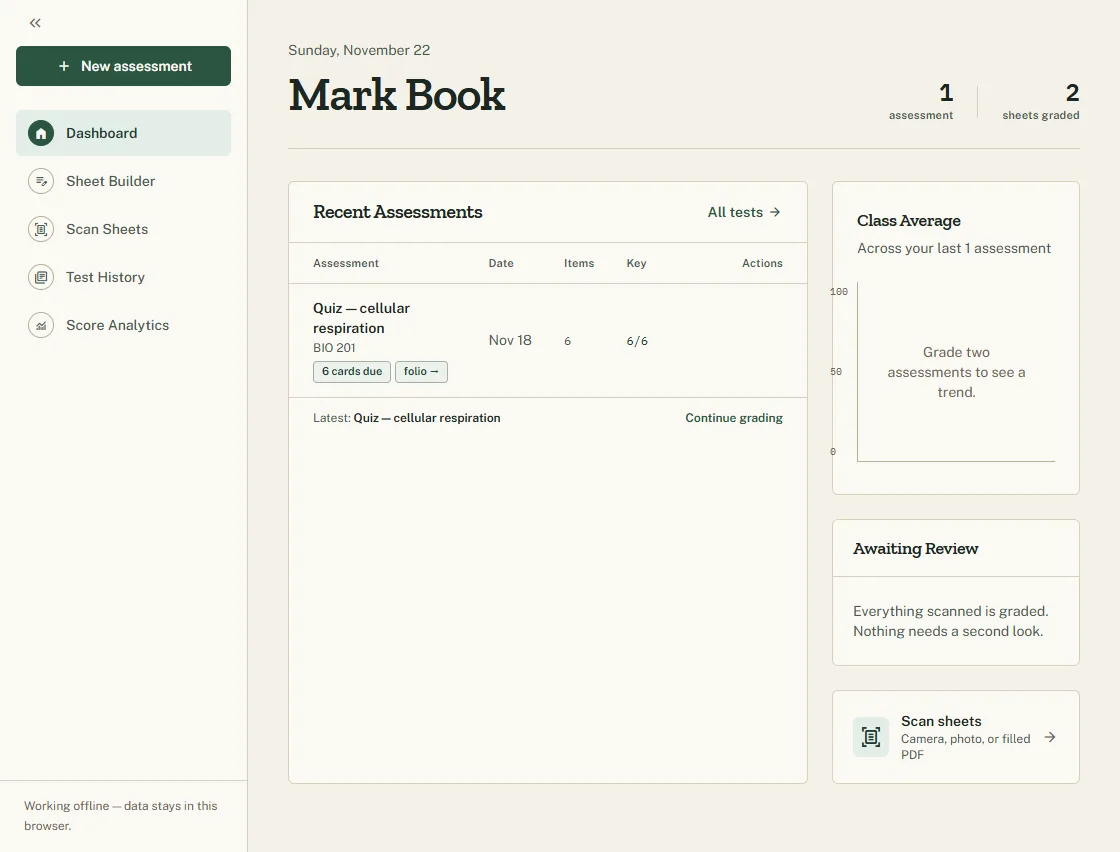 New assessment
Dashboard
Sheet Builder
Scan Sheets
Test History
Score Analytics
Working offline — data stays in this
browser.
Sunday, November 22
Mark Book
1
assessment
2
sheets graded
Recent Assessments
All tests →
Assessment Date Items Key Actions
Quiz — cellular
respiration
BIO 201
6 cards due folio →
Nov 18 6 6/6
Latest: Quiz — cellular respiration
Continue grading
Class Average
Across your last 1 assessment
100
50
0
Grade two
assessments to see a
trend.
Awaiting Review
Everything scanned is graded.
Nothing needs a second look.
Scan sheets
Camera, photo, or filled
PDF